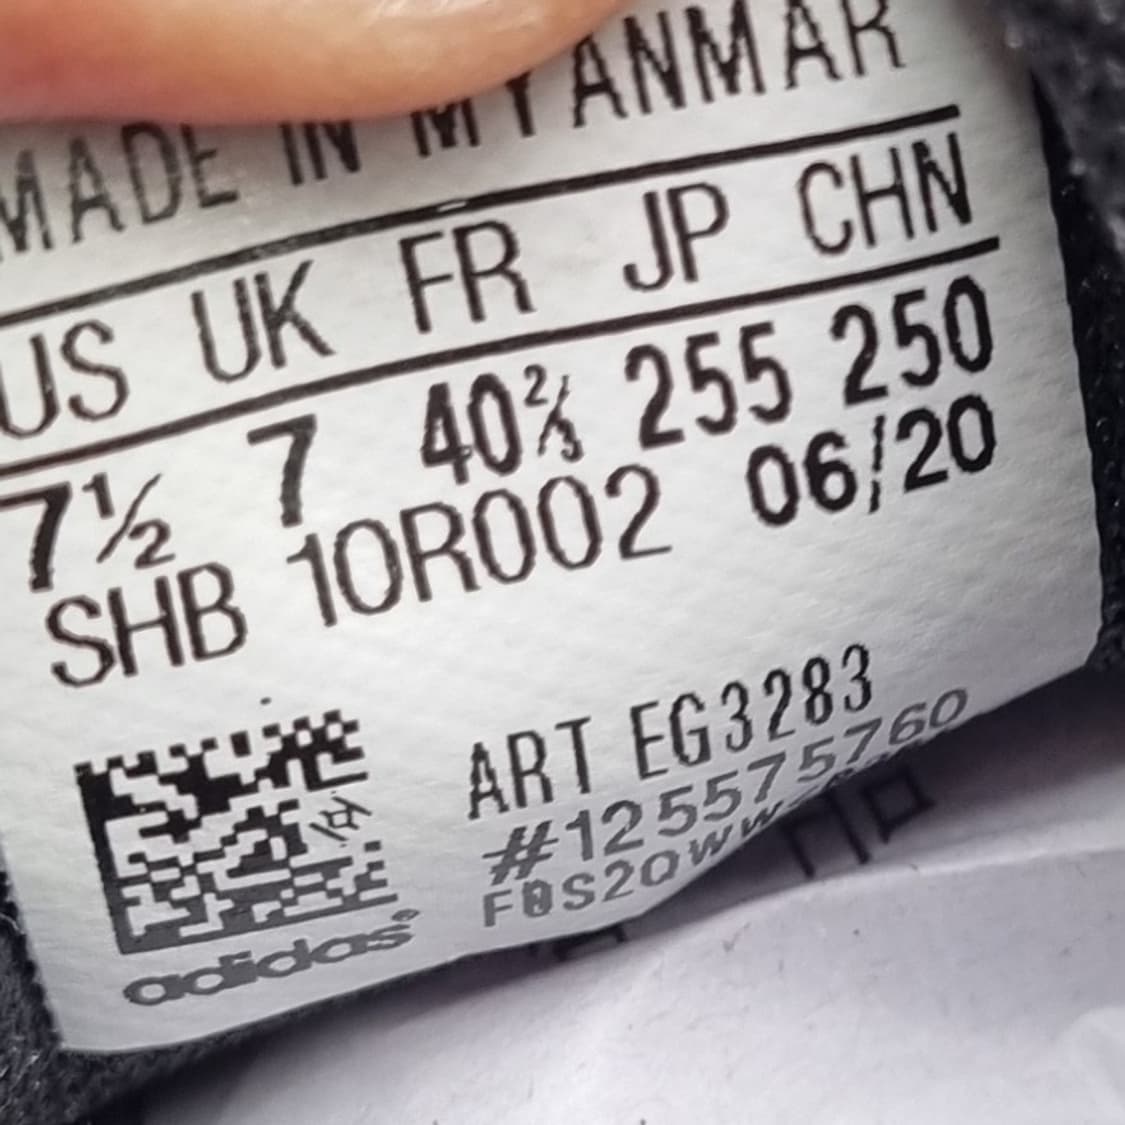 MADE IN MYANMAR
US UK FR JP CHN
7½ 7 40⅔ 255 250
SHB 10R002 06/20
ART EG3283
#125575760
adidas®